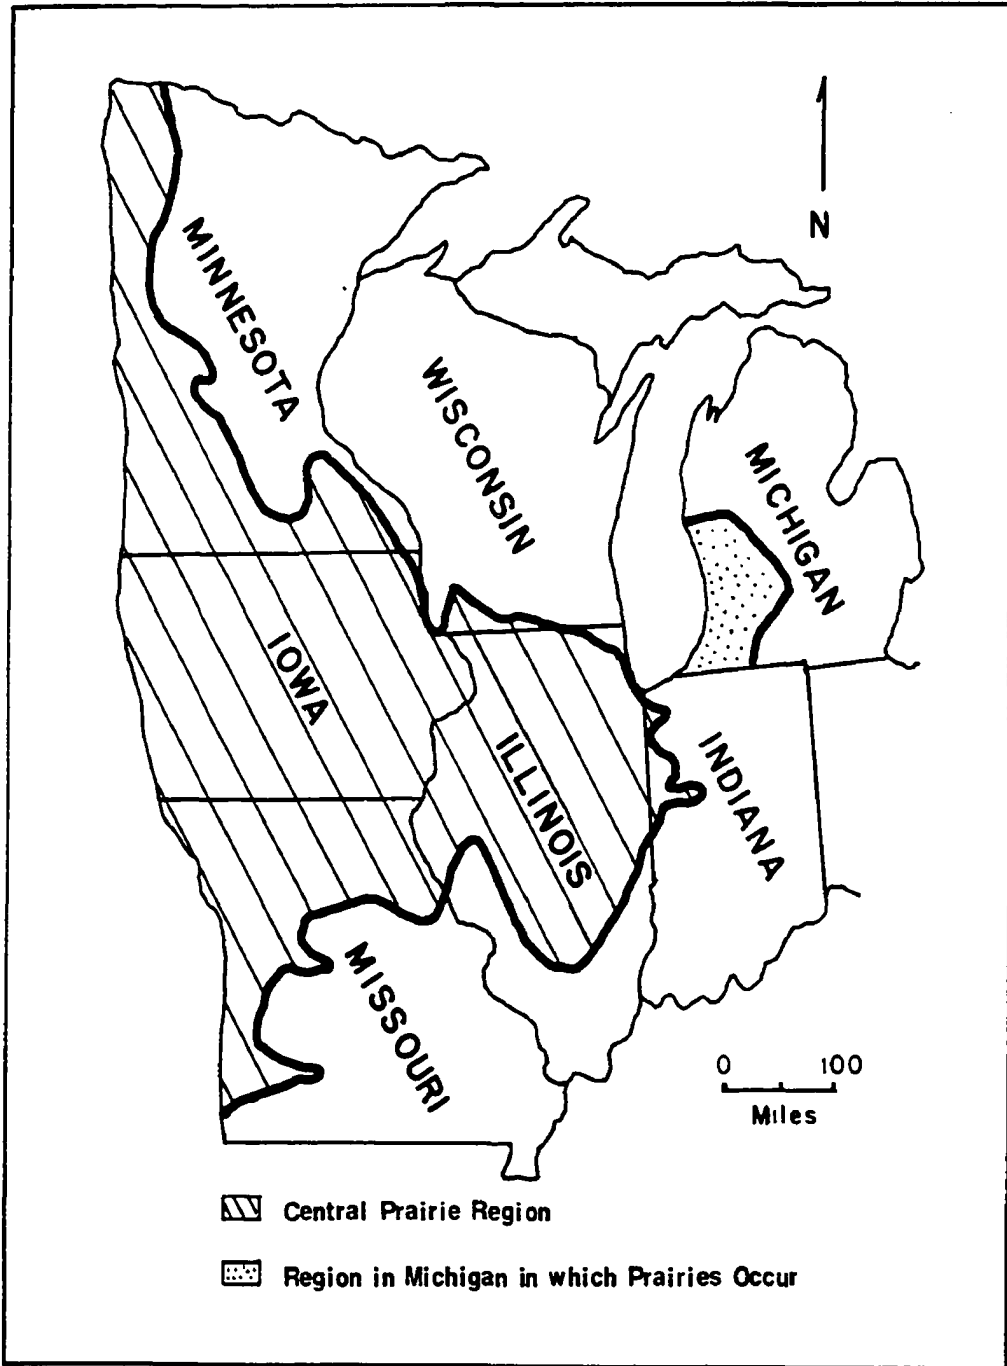 N
MINNESOTA
WISCONSIN
MICHIGAN
IOWA
ILLINOIS
INDIANA
MISSOURI
0 100
Miles
Central Prairie Region
Region in Michigan in which Prairies Occur